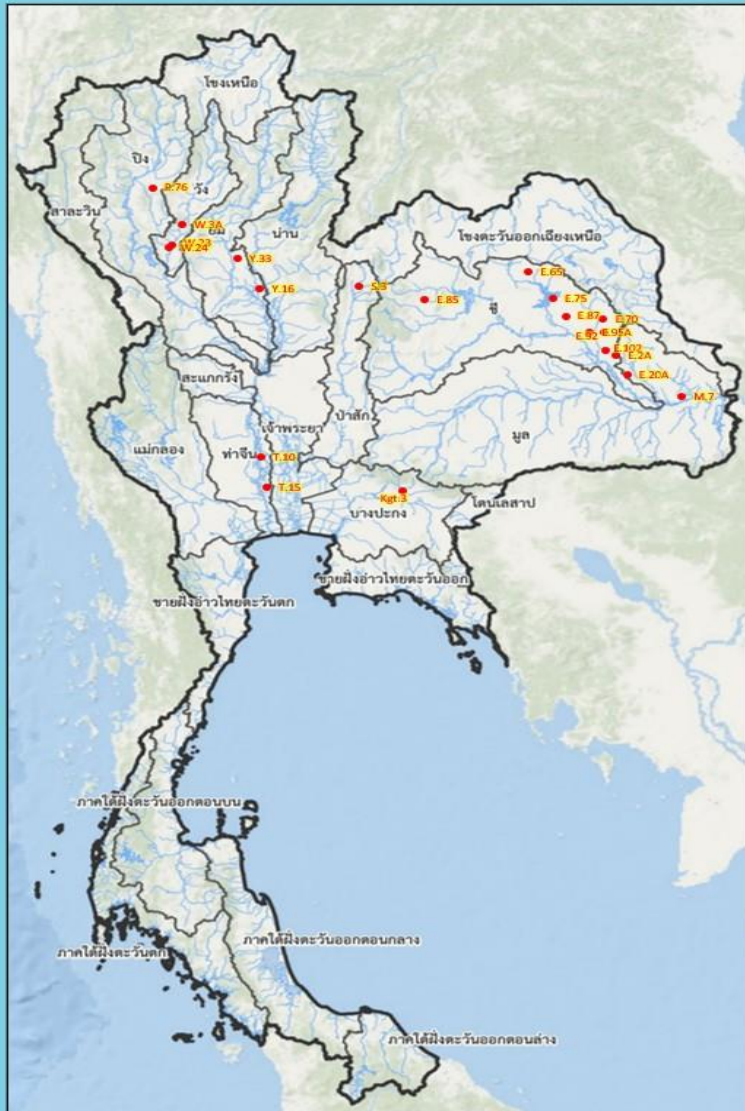 โขงเหนือ
ปิง
P.76
วัง
สาละวิน
W.3A
ยม
น่าน
W.23
W.24
โขงตะวันออกเฉียงเหนือ
Y.33
E.65
S.3
Y.16
E.85
E.75
ชี
E.87
E.70
E.92
E.95A
E.102
E.2A
สะแกกรัง
E.20A
M.7
ป่าสัก
เจ้าพระยา
มูล
แม่กลอง
ท่าจีน
T.10
T.15
Kgt.3
โตนเลสาป
บางปะกง
ชายฝั่งอ่าวไทยตะวันออก
ชายฝั่งอ่าวไทยตะวันตก
ภาคใต้ฝั่งตะวันออกตอนบน
ภาคใต้ฝั่งตะวันออกตอนกลาง
ภาคใต้ฝั่งตะวันตก
ภาคใต้ฝั่งตะวันออกตอนล่าง